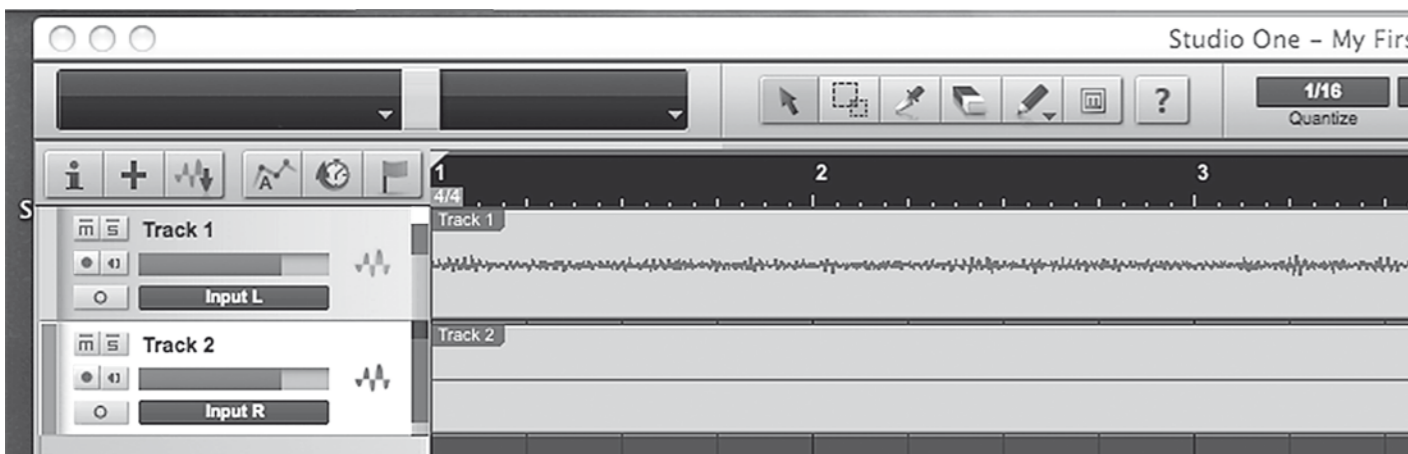 Studio One – My Firs
1/16
?
Quantize
i
A
1
2
3
4/4
S
m s Track 1
Track 1
Input L
m s Track 2
Track 2
Input R